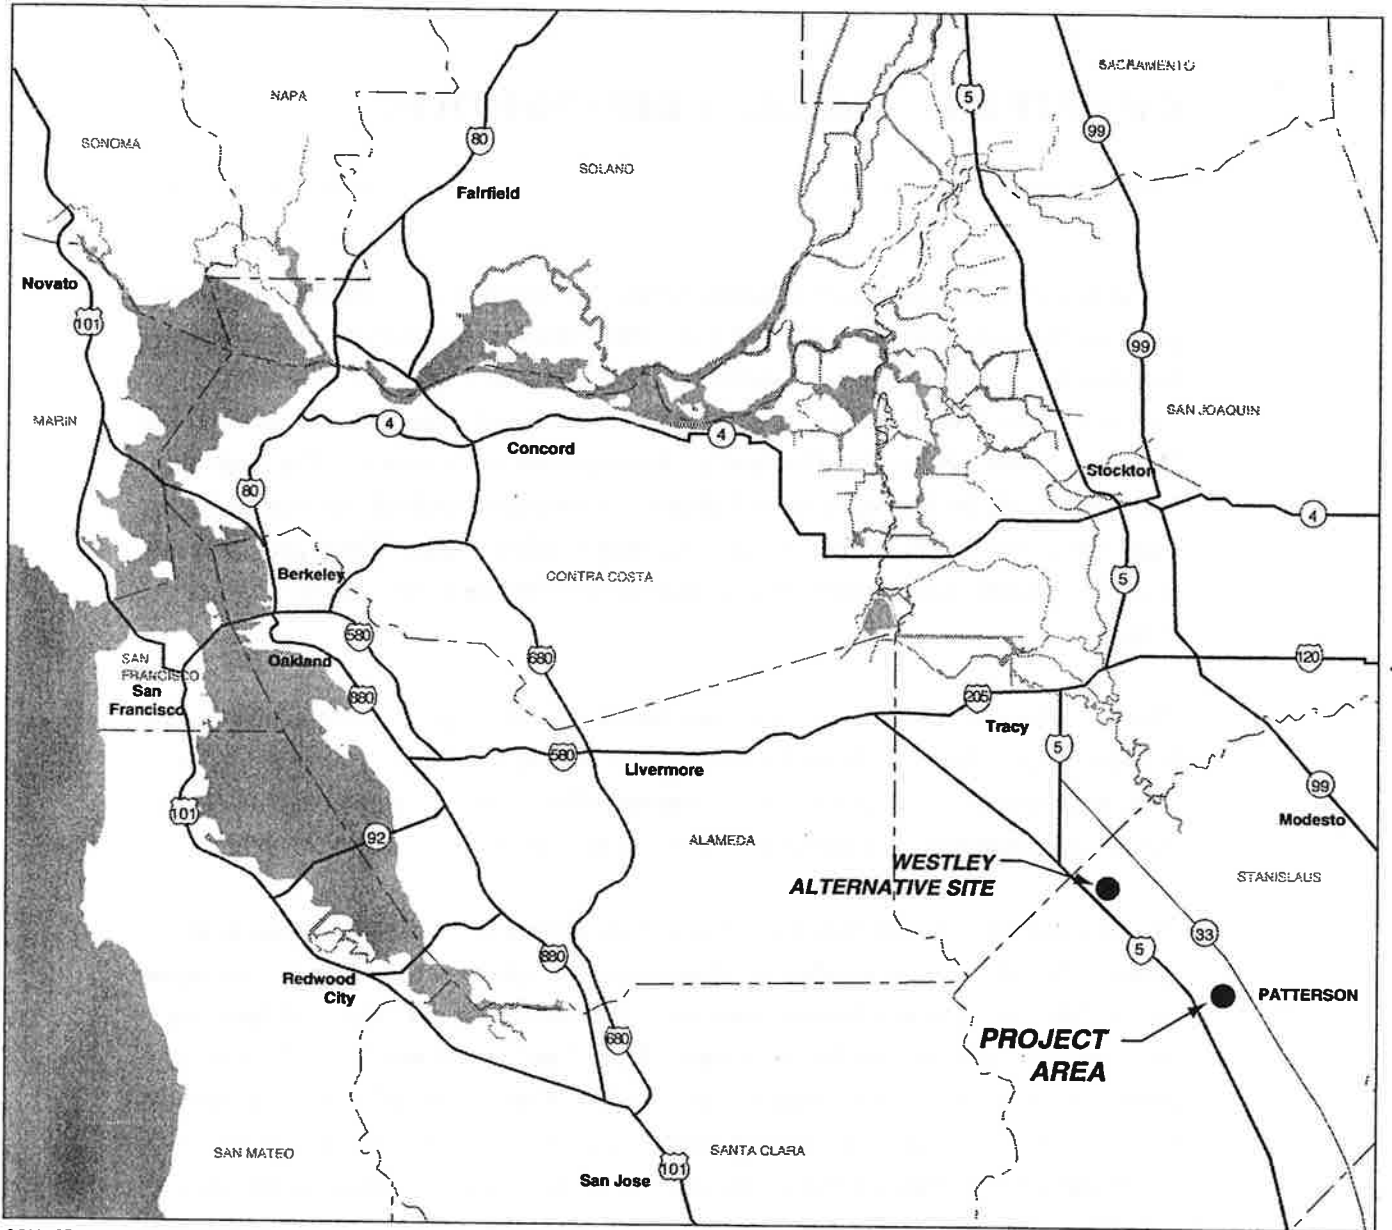 SACRAMENTO
5
NAPA
99
80
SONOMA
SOLANO
Fairfield
Novato
101
99
MARIN
SAN JOAQUIN
4
4
Concord
Stockton
80
4
Berkeley
CONTRA COSTA
5
580
SAN
FRANCISCO
Oakland
680
120
San
Francisco
880
205
Tracy
5
580
Livermore
99
101
Modesto
92
ALAMEDA
WESTLEY
ALTERNATIVE SITE
STANISLAUS
33
5
880
Redwood
City
PATTERSON
PROJECT
AREA
680
SAN MATEO
SANTA CLARA
101
San Jose